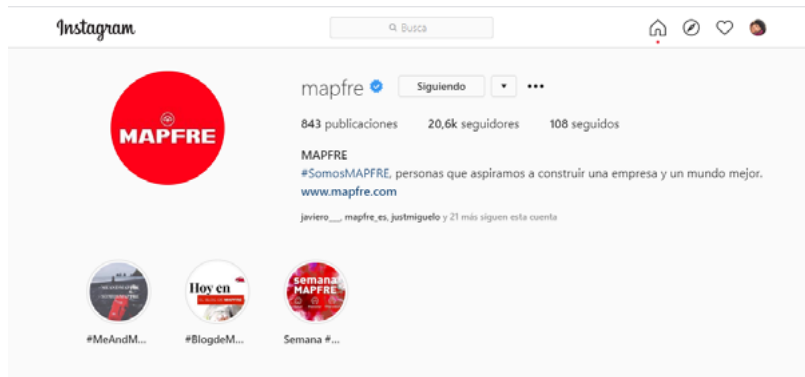 Instagram
Busca
mapfre Siguiendo
843 publicaciones 20,6k seguidores 108 seguidos
MAPFRE
MAPFRE
#SomosMAPFRE, personas que aspiramos a construir una empresa y un mundo mejor.
www.mapfre.com
javiero___, mapfre_es, justmiguelo y 21 más siguen esta cuenta
Hoy en
semana
MAPFRE
#MeAndM... #BlogdeM... Semana #...